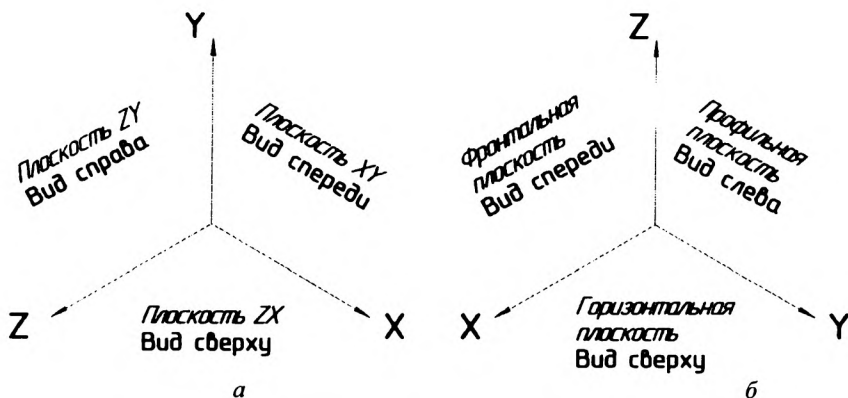 Y
Плоскость ZY
Вид справа
Плоскость XY
Вид спереди
Z
Плоскость ZX
Вид сверху
X
а
Z
Фронтальная
плоскость
Вид спереди
Профильная
плоскость
Вид слева
X
Горизонтальная
плоскость
Вид сверху
Y
б